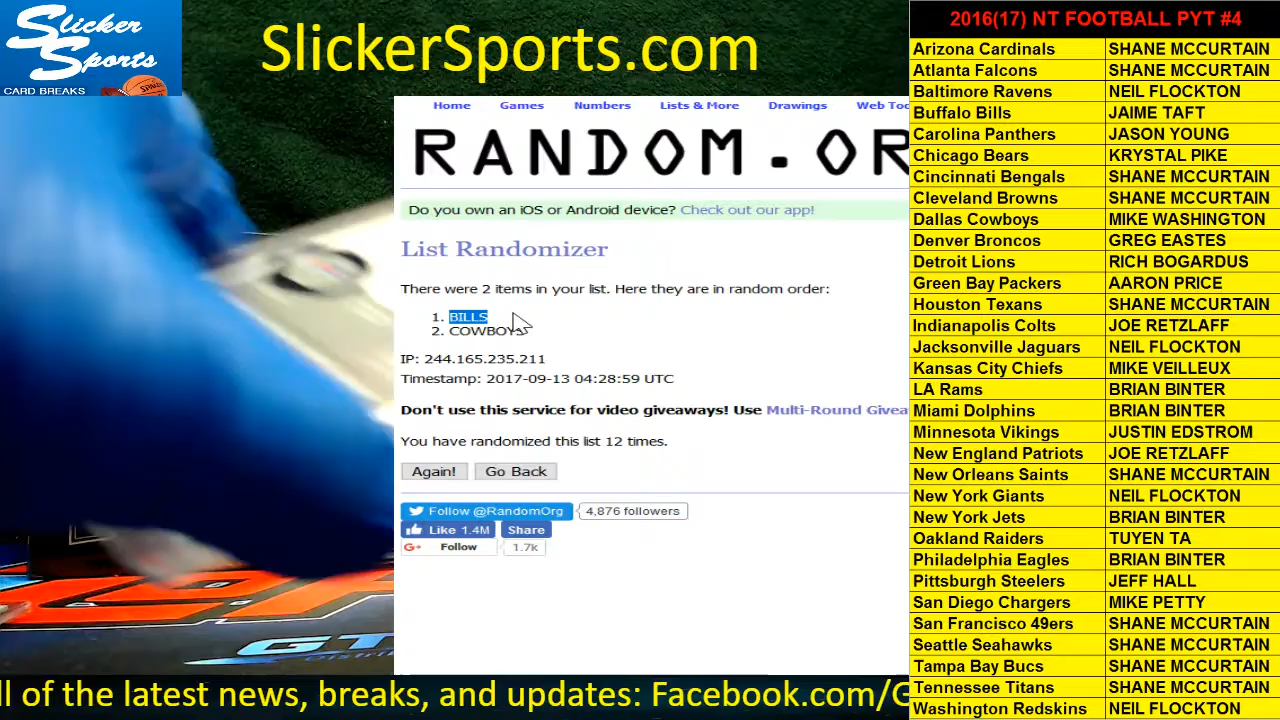 Slicker
Sports
CARD BREAKS
SlickerSports.com
Home Games Numbers Lists & More Drawings Web Too
RANDOM.OR
Do you own an iOS or Android device? Check out our app!
List Randomizer
There were 2 items in your list. Here they are in random order:
1. BILLS
2. COWBOYS
IP: 244.165.235.211
Timestamp: 2017-09-13 04:28:59 UTC
Don't use this service for video giveaways! Use Multi-Round Givea
You have randomized this list 12 times.
Again! Go Back
Follow @RandomOrg 4,876 followers
Like 1.4M Share
G+ Follow 1.7k
GT
Distri
ll of the latest news, breaks, and updates: Facebook.com/G
2016(17) NT FOOTBALL PYT #4
Arizona Cardinals SHANE MCCURTAIN
Atlanta Falcons SHANE MCCURTAIN
Baltimore Ravens NEIL FLOCKTON
Buffalo Bills JAIME TAFT
Carolina Panthers JASON YOUNG
Chicago Bears KRYSTAL PIKE
Cincinnati Bengals SHANE MCCURTAIN
Cleveland Browns SHANE MCCURTAIN
Dallas Cowboys MIKE WASHINGTON
Denver Broncos GREG EASTES
Detroit Lions RICH BOGARDUS
Green Bay Packers AARON PRICE
Houston Texans SHANE MCCURTAIN
Indianapolis Colts JOE RETZLAFF
Jacksonville Jaguars NEIL FLOCKTON
Kansas City Chiefs MIKE VEILLEUX
LA Rams BRIAN BINTER
Miami Dolphins BRIAN BINTER
Minnesota Vikings JUSTIN EDSTROM
New England Patriots JOE RETZLAFF
New Orleans Saints SHANE MCCURTAIN
New York Giants NEIL FLOCKTON
New York Jets BRIAN BINTER
Oakland Raiders TUYEN TA
Philadelphia Eagles BRIAN BINTER
Pittsburgh Steelers JEFF HALL
San Diego Chargers MIKE PETTY
San Francisco 49ers SHANE MCCURTAIN
Seattle Seahawks SHANE MCCURTAIN
Tampa Bay Bucs SHANE MCCURTAIN
Tennessee Titans SHANE MCCURTAIN
Washington Redskins NEIL FLOCKTON